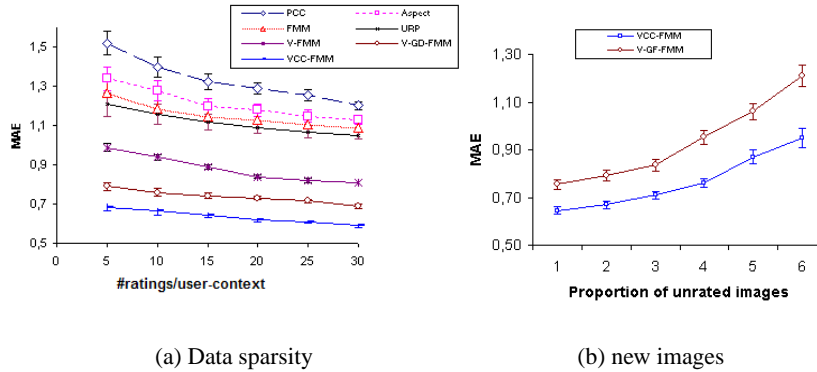 PCC
Aspect
FMM
URP
V-FMM
V-GD-FMM
VCC-FMM
1,5
1,3
1,1
0,9
0,7
0,5
MAE
0 5 10 15 20 25 30
#ratings/user-context
(a) Data sparsity
VCC-FMM
V-GF-FMM
1,30
1,10
0,90
0,70
0,50
MAE
1 2 3 4 5 6
Proportion of unrated images
(b) new images